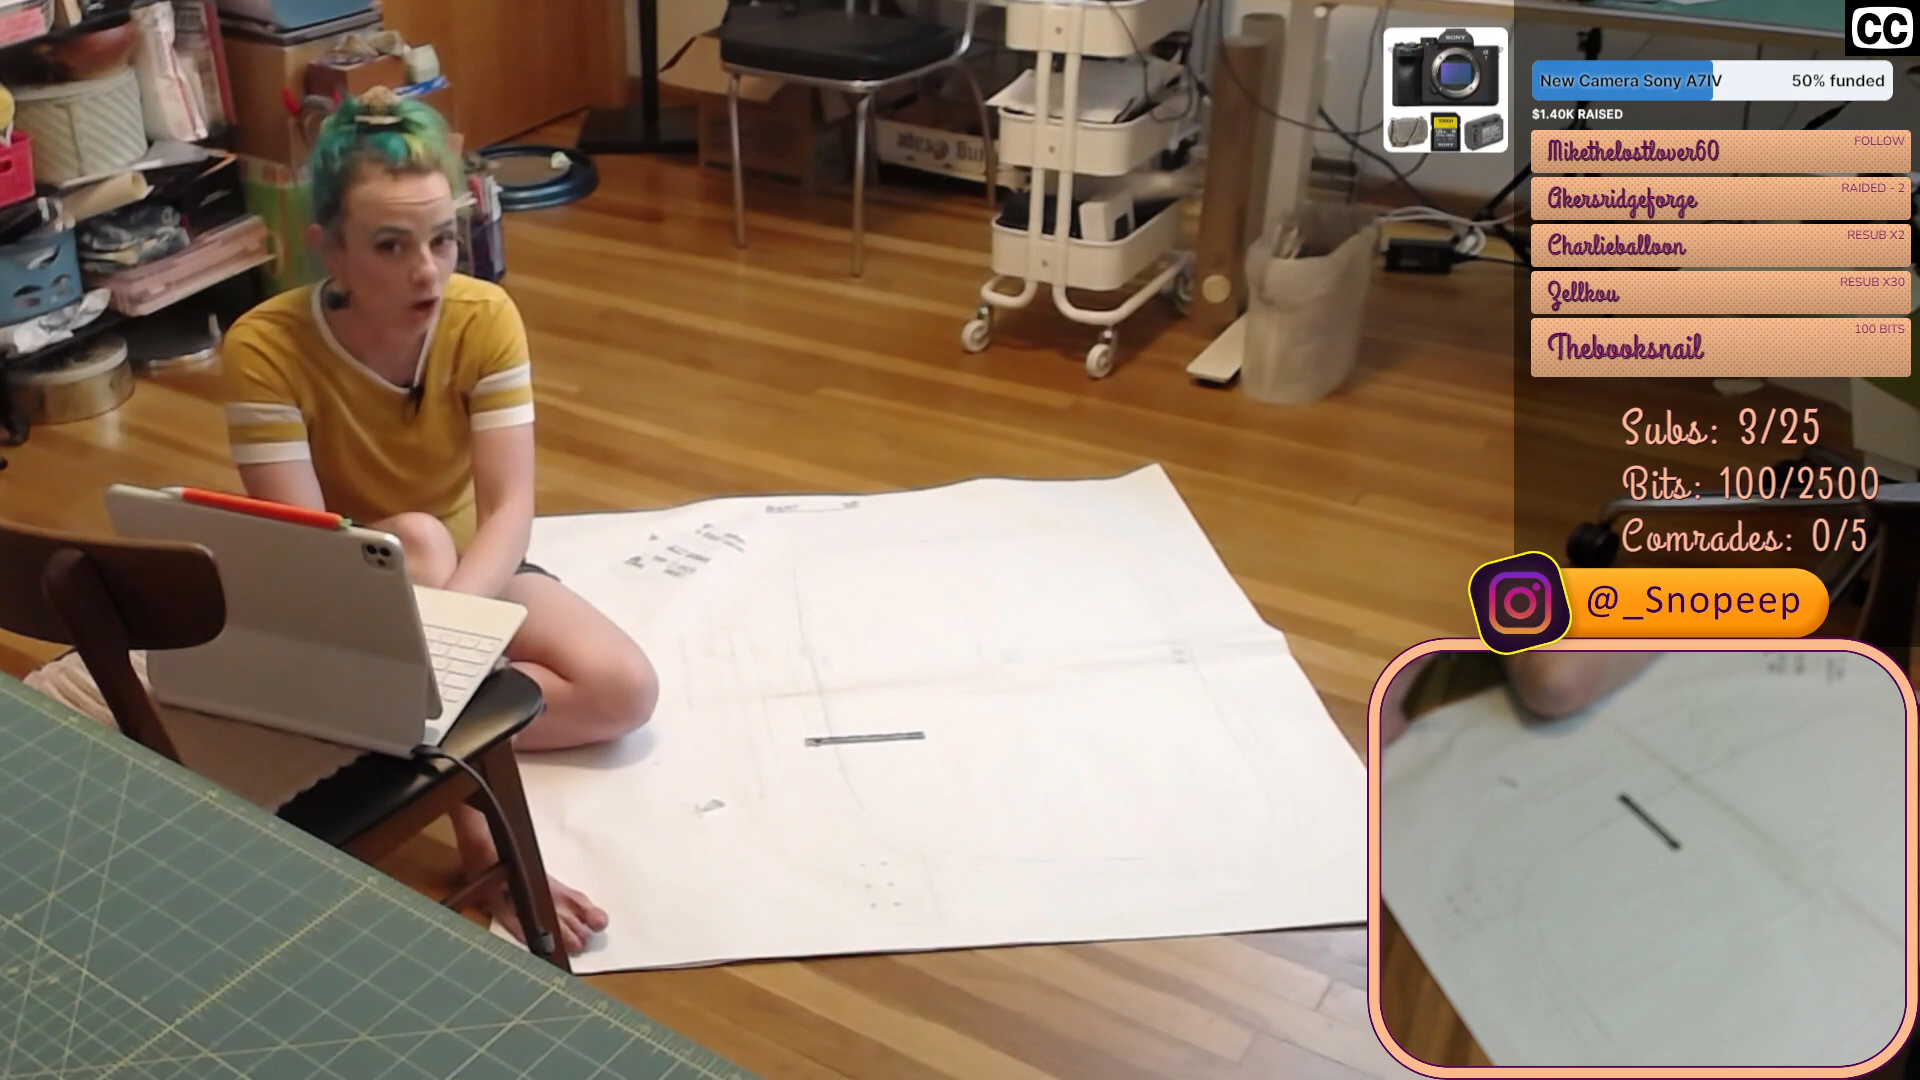 CC
SONY
New Camera Sony A7IV 50% funded
$1.40K RAISED
Mikethelostlover60 FOLLOW
Akersridgeforge RAIDED - 2
Charlieballoon RESUB X2
Zellkou RESUB X30
Thebooksnail 100 BITS
Subs: 3/25
Bits: 100/2500
Comrades: 0/5
@_Snopeep